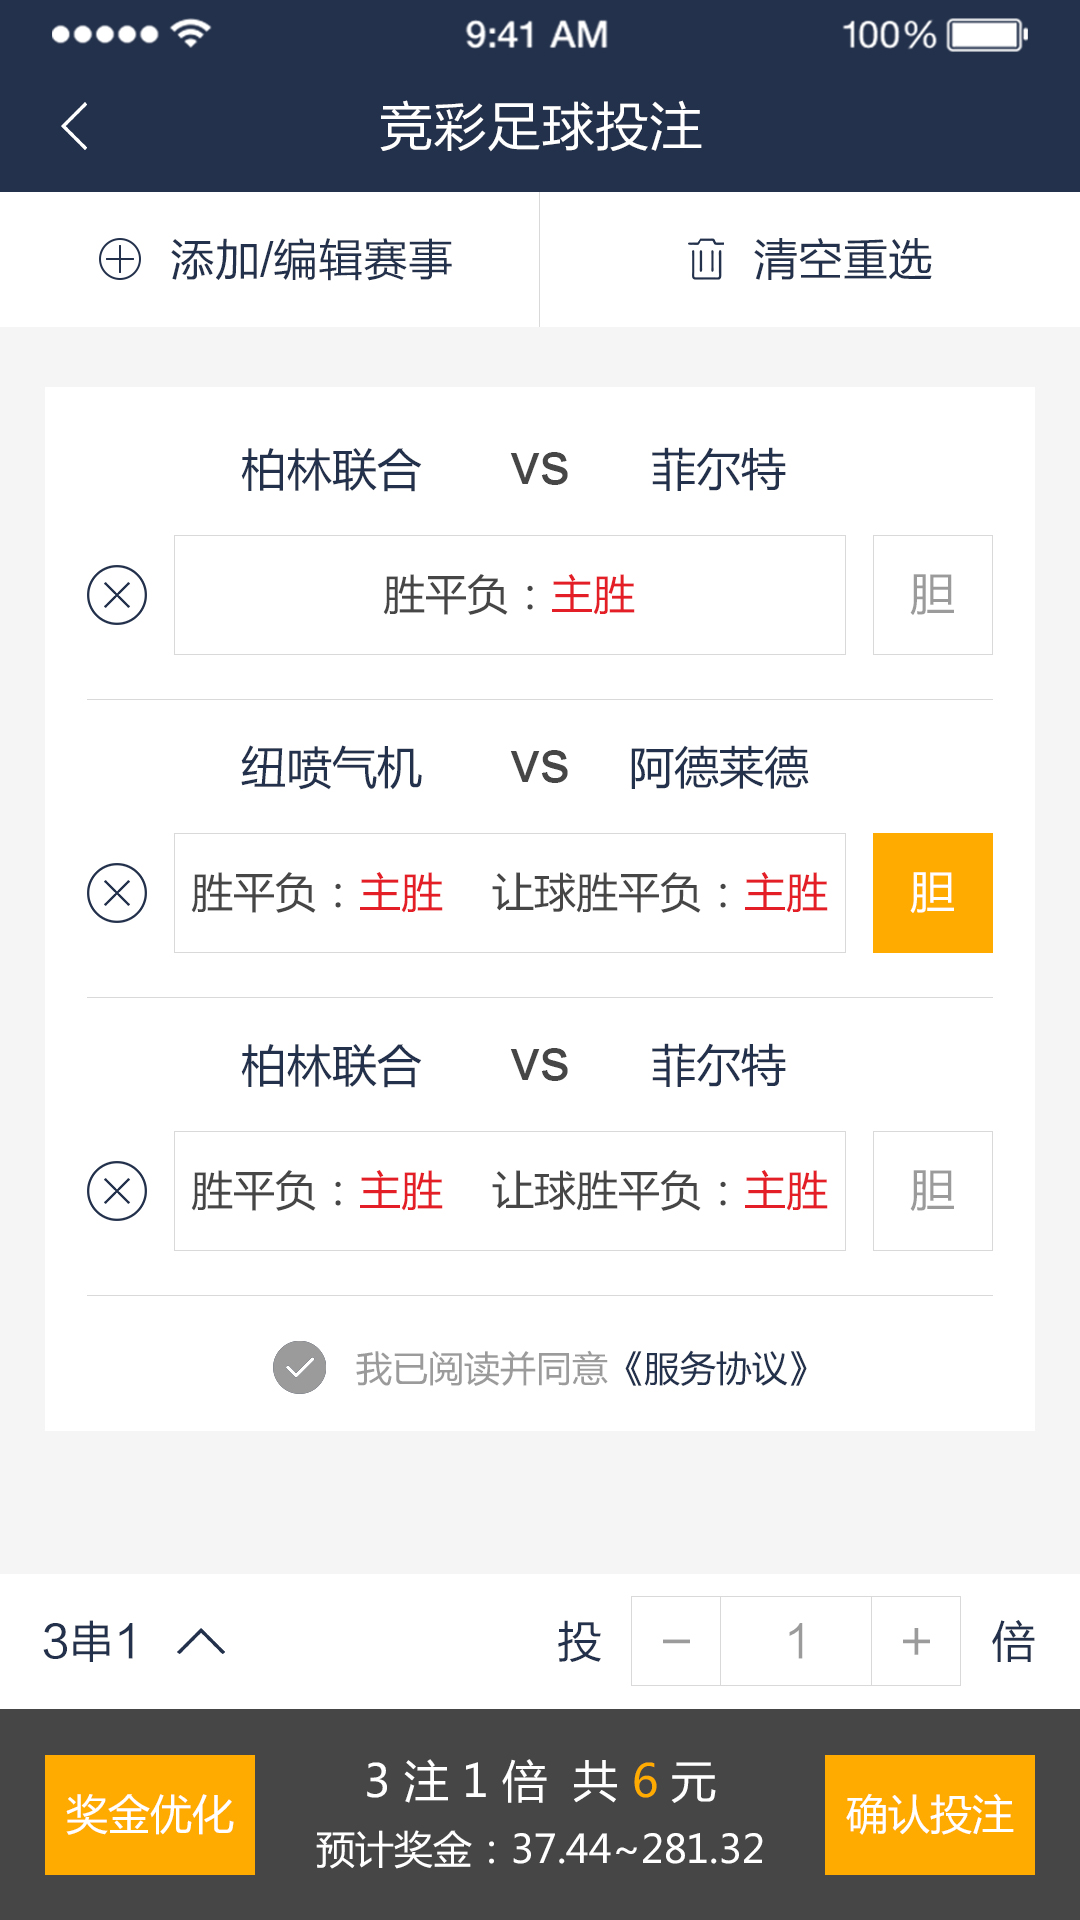 9:41 AM 100%
竞彩足球投注
添加/编辑赛事 清空重选
柏林联合 VS 菲尔特
胜平负：主胜 胆
纽喷气机 VS 阿德莱德
胜平负：主胜 让球胜平负：主胜 胆
柏林联合 VS 菲尔特
胜平负：主胜 让球胜平负：主胜 胆
我已阅读并同意《服务协议》
3串1 投 － 1 + 倍
奖金优化 3 注 1 倍 共 6 元 确认投注
预计奖金：37.44~281.32